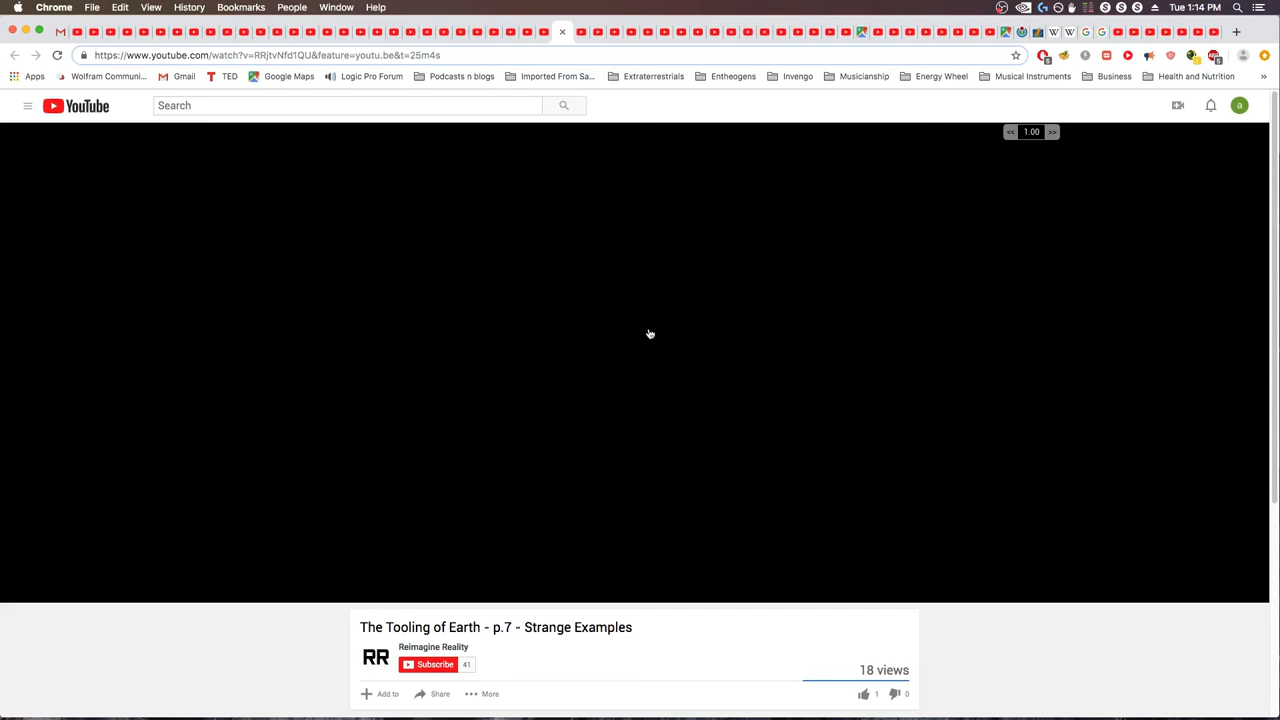 Chrome File Edit View History Bookmarks People Window Help Tue 1:14 PM
https://www.youtube.com/watch?v=RRjtvNfd1QU&feature=youtu.be&t=25m4s
Apps Wolfram Communi... Gmail TED Google Maps Logic Pro Forum Podcasts n blogs Imported From Sa... Extraterrestrials Entheogens Invengo Musicianship Energy Wheel Musical Instruments Business Health and Nutrition »
YouTube Search a
<< 1.00 >>
The Tooling of Earth - p.7 - Strange Examples
RR Reimagine Reality
Subscribe 41
18 views
Add to Share More 1 0